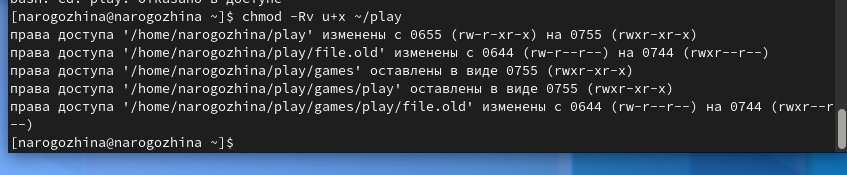 bash: cd: play: Отказано в доступе
[narogozhina@narogozhina ~]$ chmod -Rv u+x ~/play
права доступа '/home/narogozhina/play' изменены с 0655 (rw-r-xr-x) на 0755 (rwxr-xr-x)
права доступа '/home/narogozhina/play/file.old' изменены с 0644 (rw-r--r--) на 0744 (rwxr--r--)
права доступа '/home/narogozhina/play/games' оставлены в виде 0755 (rwxr-xr-x)
права доступа '/home/narogozhina/play/games/play' оставлены в виде 0755 (rwxr-xr-x)
права доступа '/home/narogozhina/play/games/play/file.old' изменены с 0644 (rw-r--r--) на 0744 (rwxr--r
--)
[narogozhina@narogozhina ~]$